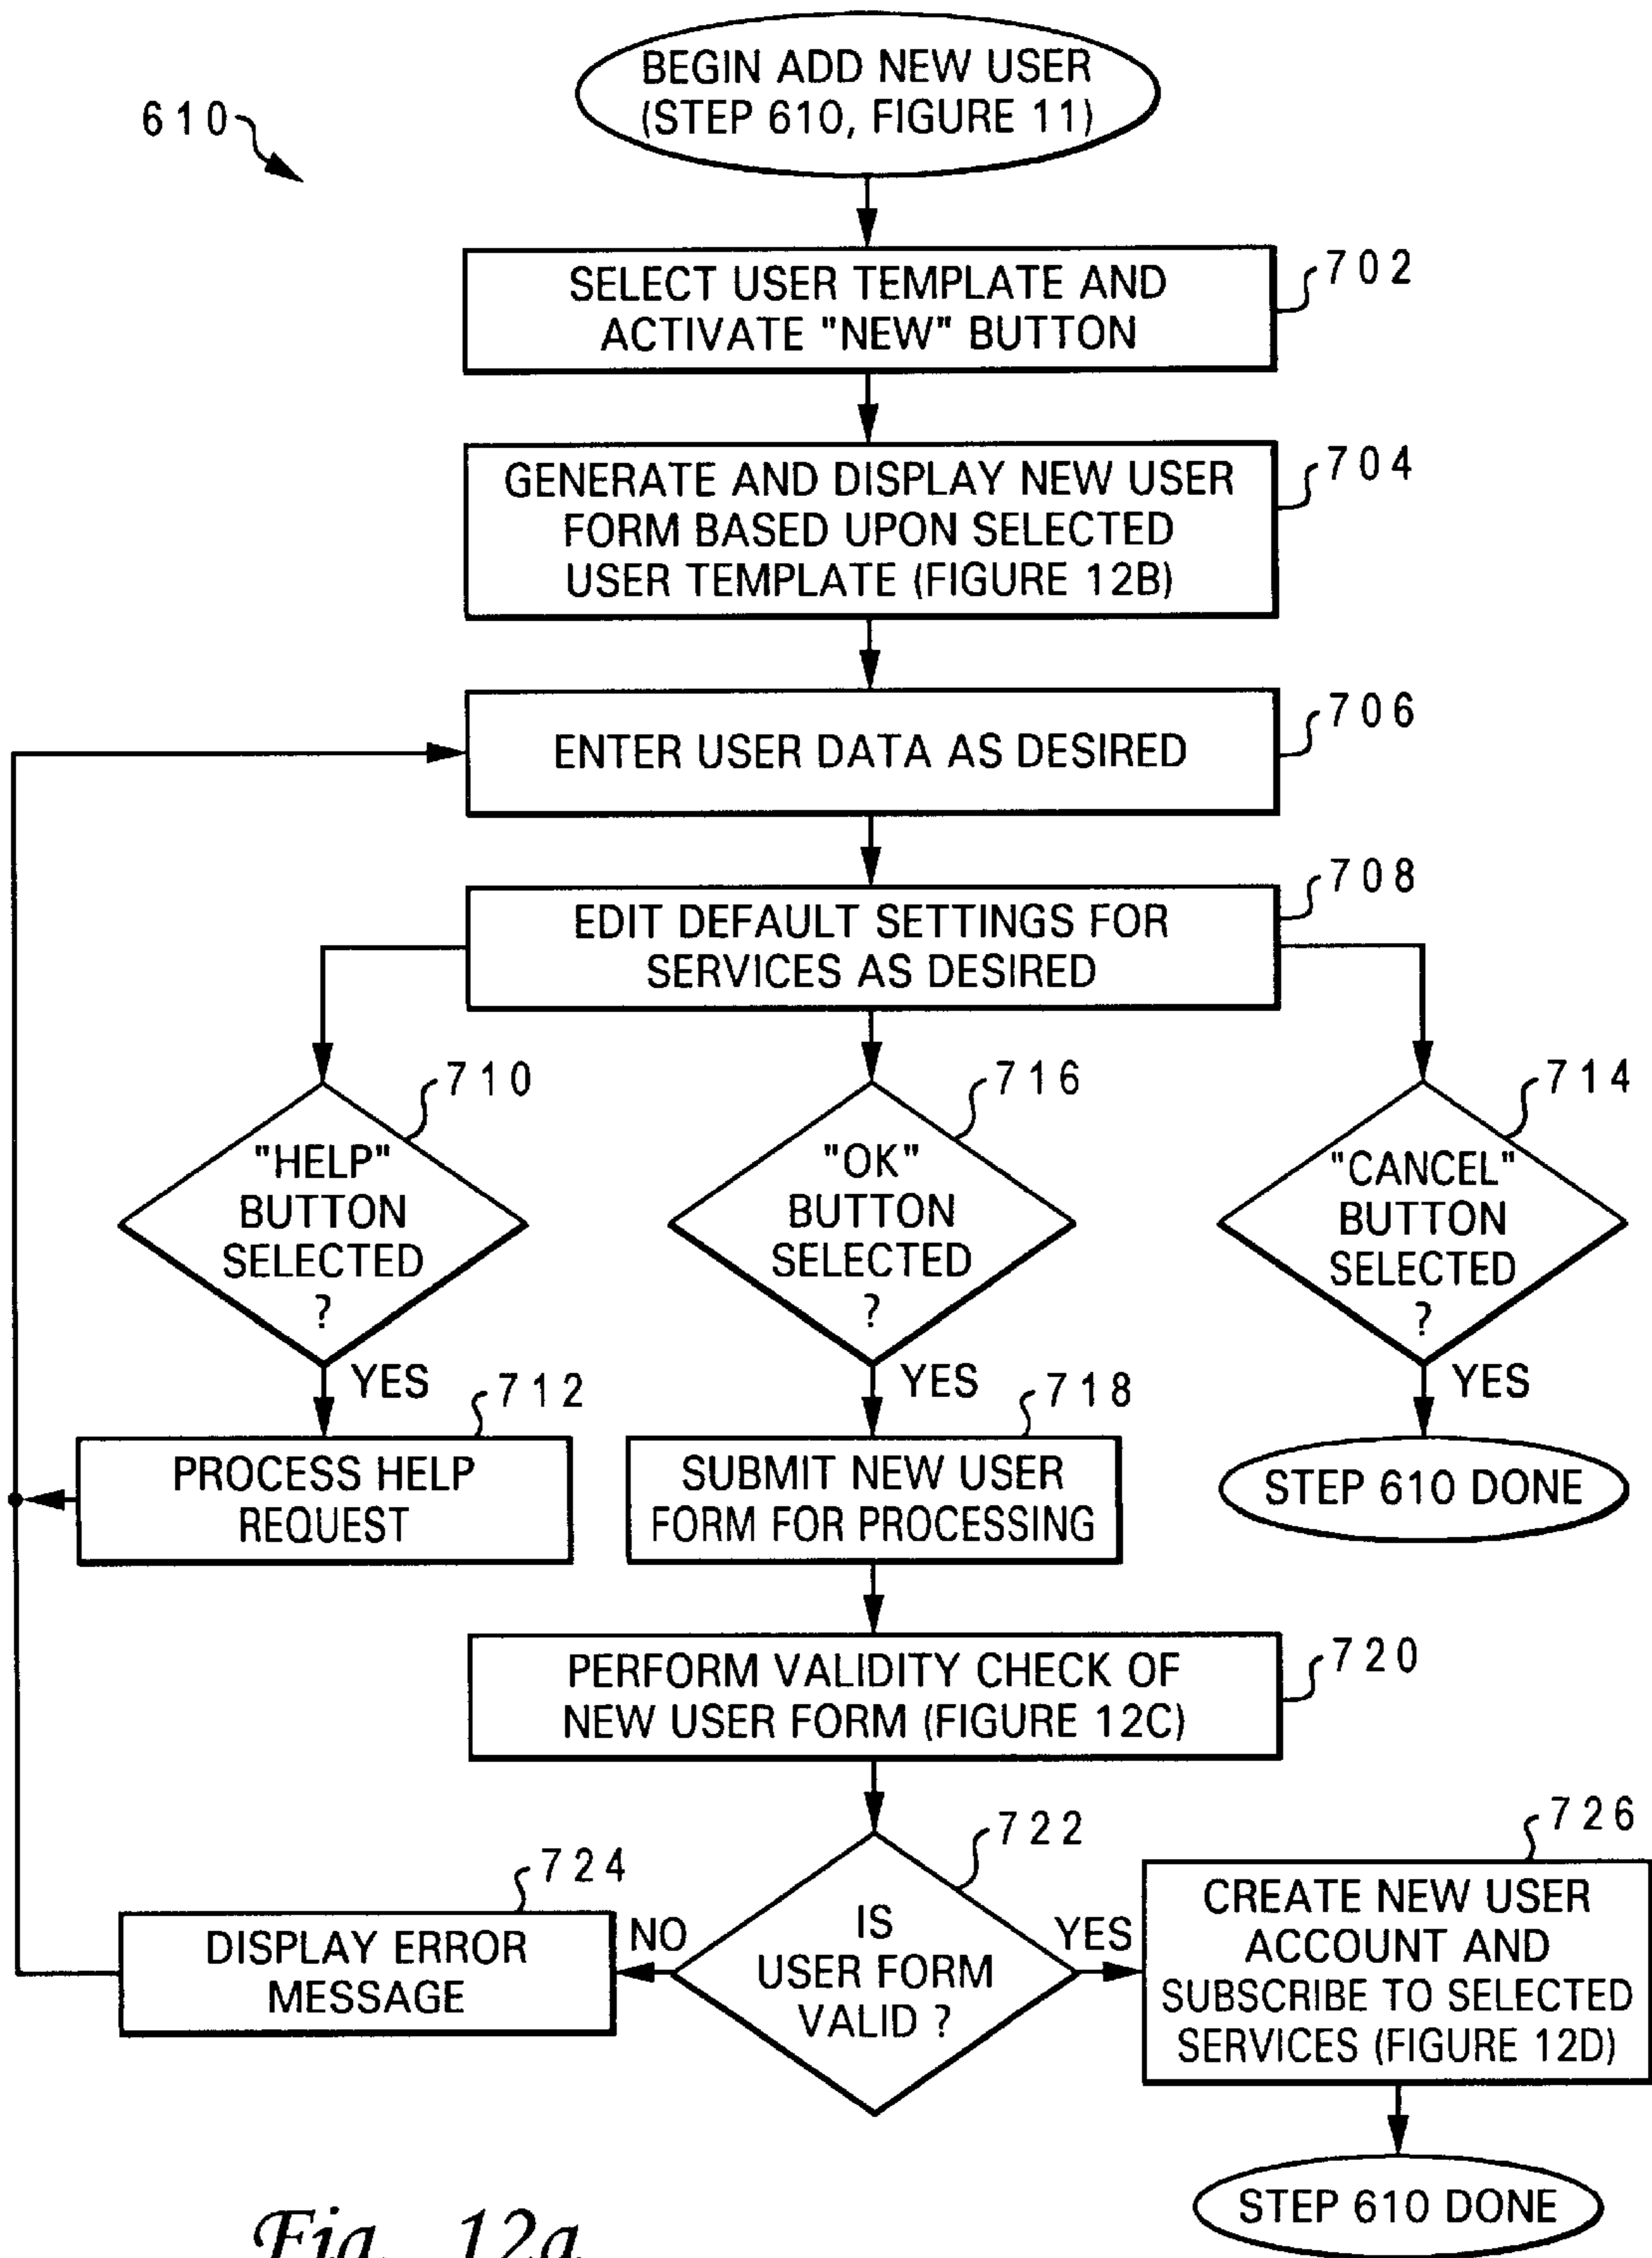 BEGIN ADD NEW USER
(STEP 610, FIGURE 11)
610
SELECT USER TEMPLATE AND
ACTIVATE "NEW" BUTTON
702
GENERATE AND DISPLAY NEW USER
FORM BASED UPON SELECTED
USER TEMPLATE (FIGURE 12B)
704
ENTER USER DATA AS DESIRED
706
EDIT DEFAULT SETTINGS FOR
SERVICES AS DESIRED
708
"HELP"
BUTTON
SELECTED
?
710
YES
"OK"
BUTTON
SELECTED
?
716
YES
"CANCEL"
BUTTON
SELECTED
?
714
YES
PROCESS HELP
REQUEST
712
SUBMIT NEW USER
FORM FOR PROCESSING
718
STEP 610 DONE
PERFORM VALIDITY CHECK OF
NEW USER FORM (FIGURE 12C)
720
IS
USER FORM
VALID ?
722
NO
YES
DISPLAY ERROR
MESSAGE
724
CREATE NEW USER
ACCOUNT AND
SUBSCRIBE TO SELECTED
SERVICES (FIGURE 12D)
726
STEP 610 DONE
Fig. 12a